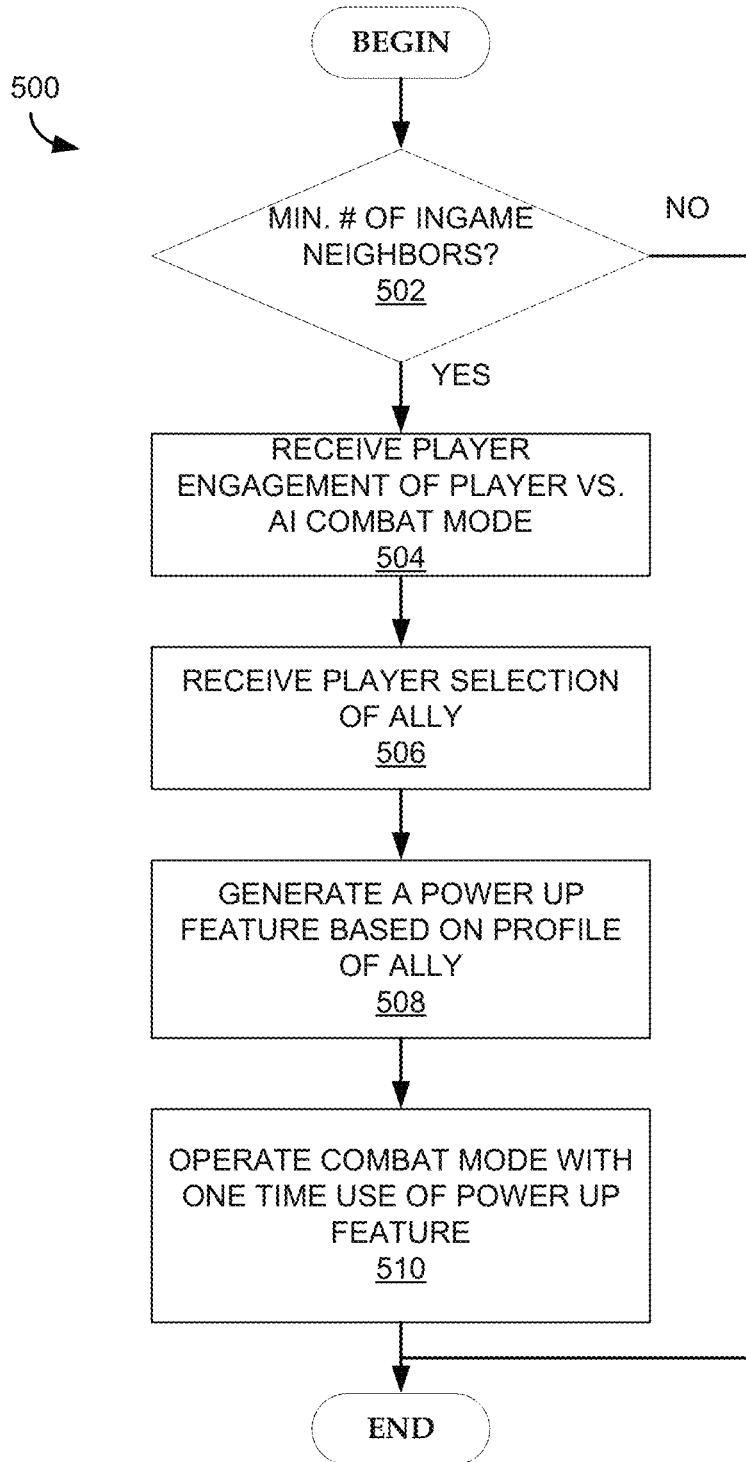 BEGIN
500
MIN. # OF INGAME
NEIGHBORS?
502
NO
YES
RECEIVE PLAYER
ENGAGEMENT OF PLAYER VS.
AI COMBAT MODE
504
RECEIVE PLAYER SELECTION
OF ALLY
506
GENERATE A POWER UP
FEATURE BASED ON PROFILE
OF ALLY
508
OPERATE COMBAT MODE WITH
ONE TIME USE OF POWER UP
FEATURE
510
END